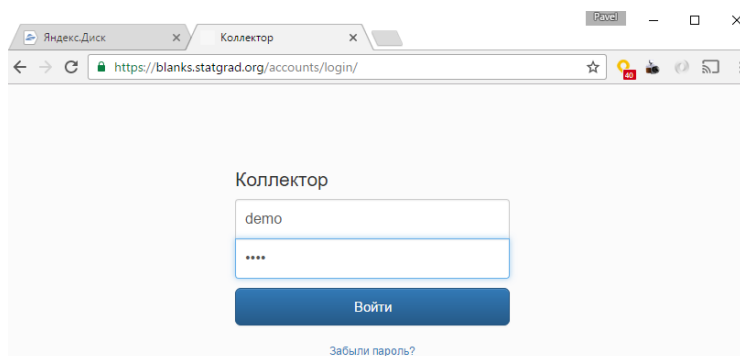 Pavel
Яндекс.Диск
Коллектор
https://blanks.statgrad.org/accounts/login/
40
Коллектор
demo
••••
Войти
Забыли пароль?